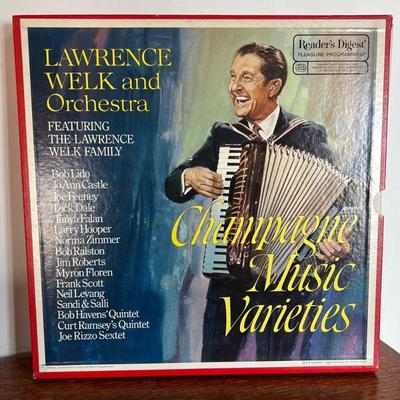 LAWRENCE
WELK and
Orchestra
FEATURING
THE LAWRENCE
WELK FAMILY
Bob Lido
JoAnn Castle
Joe Feeney
Dick Dale
Tanya Falan
Larry Hooper
Norma Zimmer
Bob Ralston
Jim Roberts
Myron Floren
Frank Scott
Neil Levang
Sandi & Salli
Bob Havens' Quintet
Curt Ramsey's Quintet
Joe Rizzo Sextet
Reader's Digest
PLEASURE PROGRAMMED
Champagne
Music
Varieties